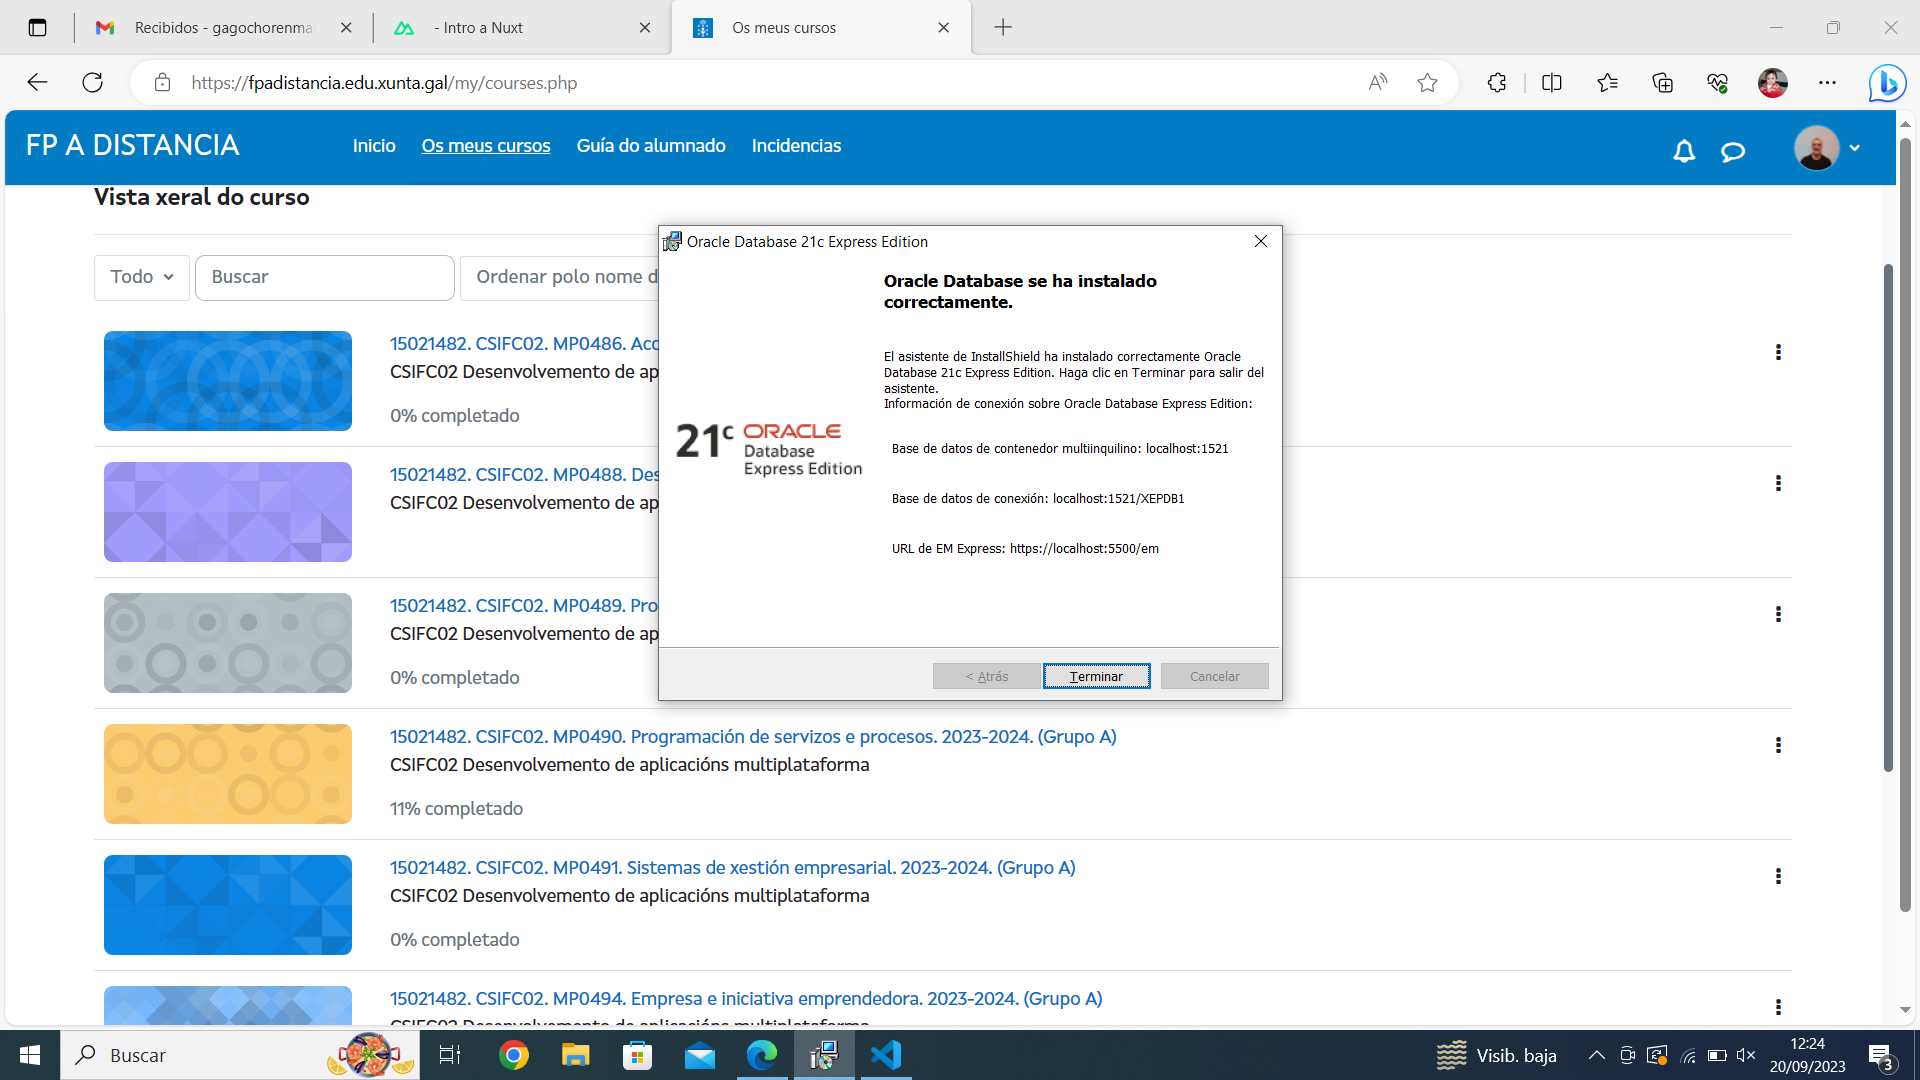 Recibidos - gagochorenma
- Intro a Nuxt
Os meus cursos
https://fpadistancia.edu.xunta.gal/my/courses.php
FP A DISTANCIA
Inicio
Os meus cursos
Guía do alumnado
Incidencias
Vista xeral do curso
Todo
Buscar
Ordenar polo nome d
15021482. CSIFC02. MP0486. Acc
CSIFC02 Desenvolvemento de ap
0% completado
15021482. CSIFC02. MP0488. Des
CSIFC02 Desenvolvemento de ap
15021482. CSIFC02. MP0489. Pro
CSIFC02 Desenvolvemento de ap
0% completado
15021482. CSIFC02. MP0490. Programación de servizos e procesos. 2023-2024. (Grupo A)
CSIFC02 Desenvolvemento de aplicacións multiplataforma
11% completado
15021482. CSIFC02. MP0491. Sistemas de xestión empresarial. 2023-2024. (Grupo A)
CSIFC02 Desenvolvemento de aplicacións multiplataforma
0% completado
15021482. CSIFC02. MP0494. Empresa e iniciativa emprendedora. 2023-2024. (Grupo A)
CSIFC02 Desenvolvemento de aplicacións multiplataforma
Oracle Database 21c Express Edition
Oracle Database se ha instalado
correctamente.
El asistente de InstallShield ha instalado correctamente Oracle
Database 21c Express Edition. Haga clic en Terminar para salir del
asistente.
Información de conexión sobre Oracle Database Express Edition:
Base de datos de contenedor multiinquilino: localhost:1521
Base de datos de conexión: localhost:1521/XEPDB1
URL de EM Express: https://localhost:5500/em
21c ORACLE
Database
Express Edition
< Atrás
Terminar
Cancelar
Buscar
Visib. baja
12:24
20/09/2023
3